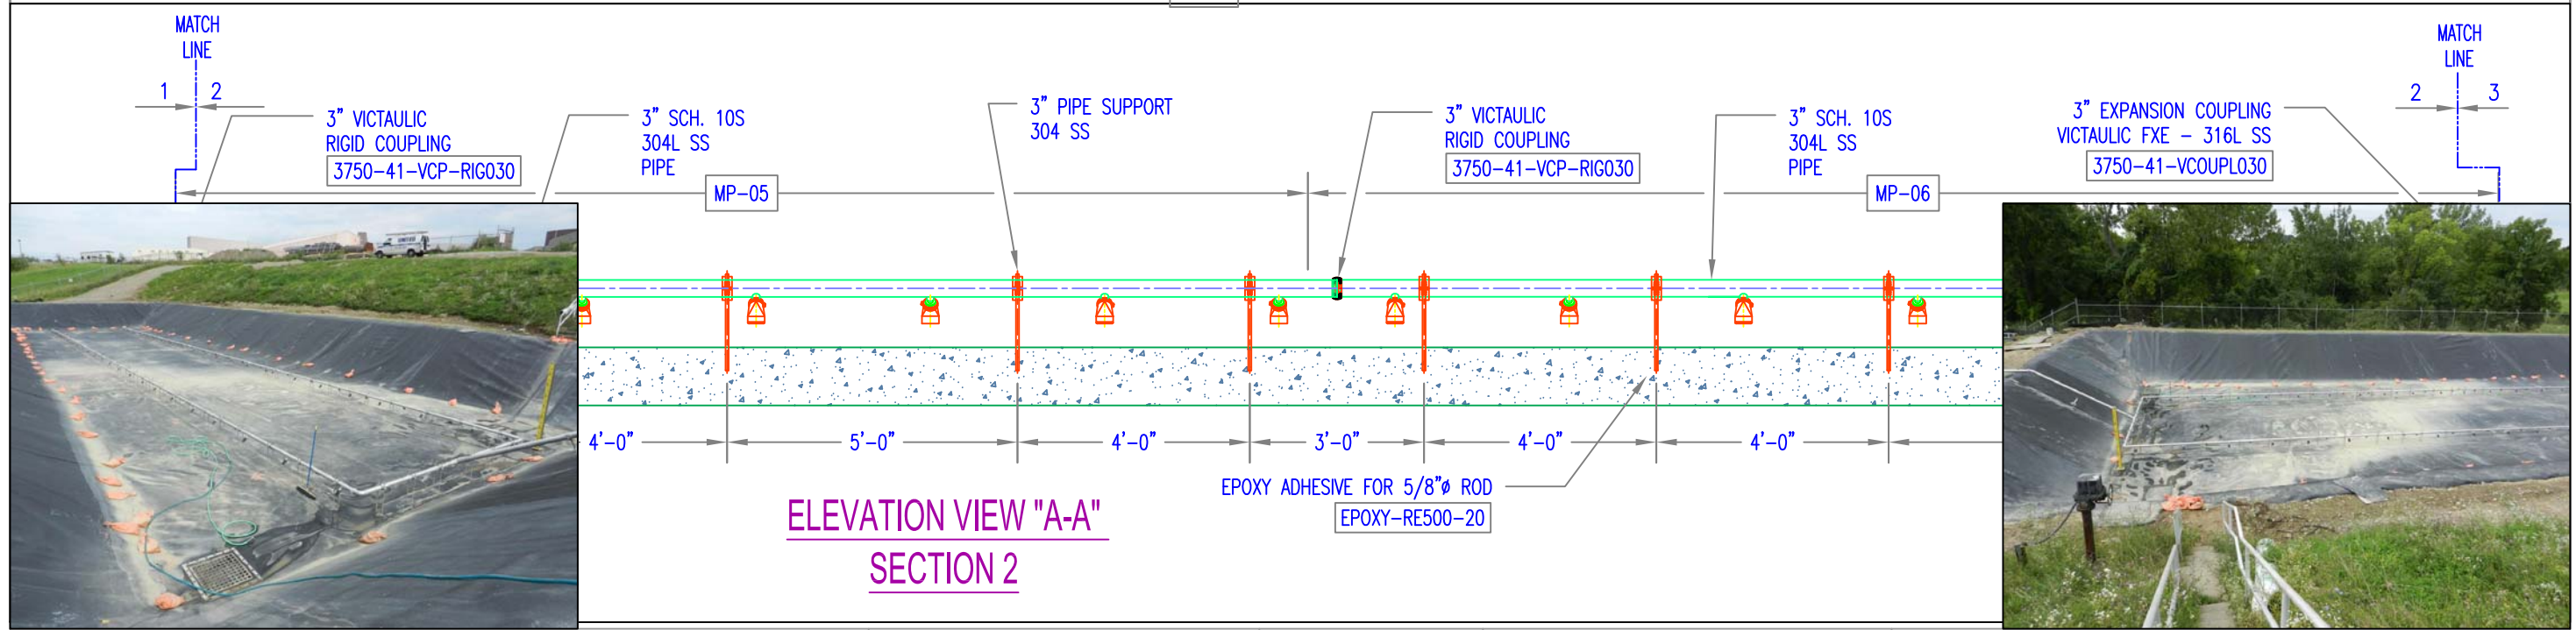 MATCH
LINE
1
2
3” VICTAULIC
RIGID COUPLING
3750-41-VCP-RIG030
3” SCH. 10S
304L SS
PIPE
MP-05
3” PIPE SUPPORT
304 SS
3” VICTAULIC
RIGID COUPLING
3750-41-VCP-RIG030
3” SCH. 10S
304L SS
PIPE
MP-06
3” EXPANSION COUPLING
VICTAULIC FXE – 316L SS
3750-41-VCOUPL030
MATCH
LINE
2
3
4’-0”
5’-0”
4’-0”
3’-0”
4’-0”
4’-0”
EPOXY ADHESIVE FOR 5/8”ø ROD
EPOXY-RE500-20
ELEVATION VIEW "A-A"
SECTION 2